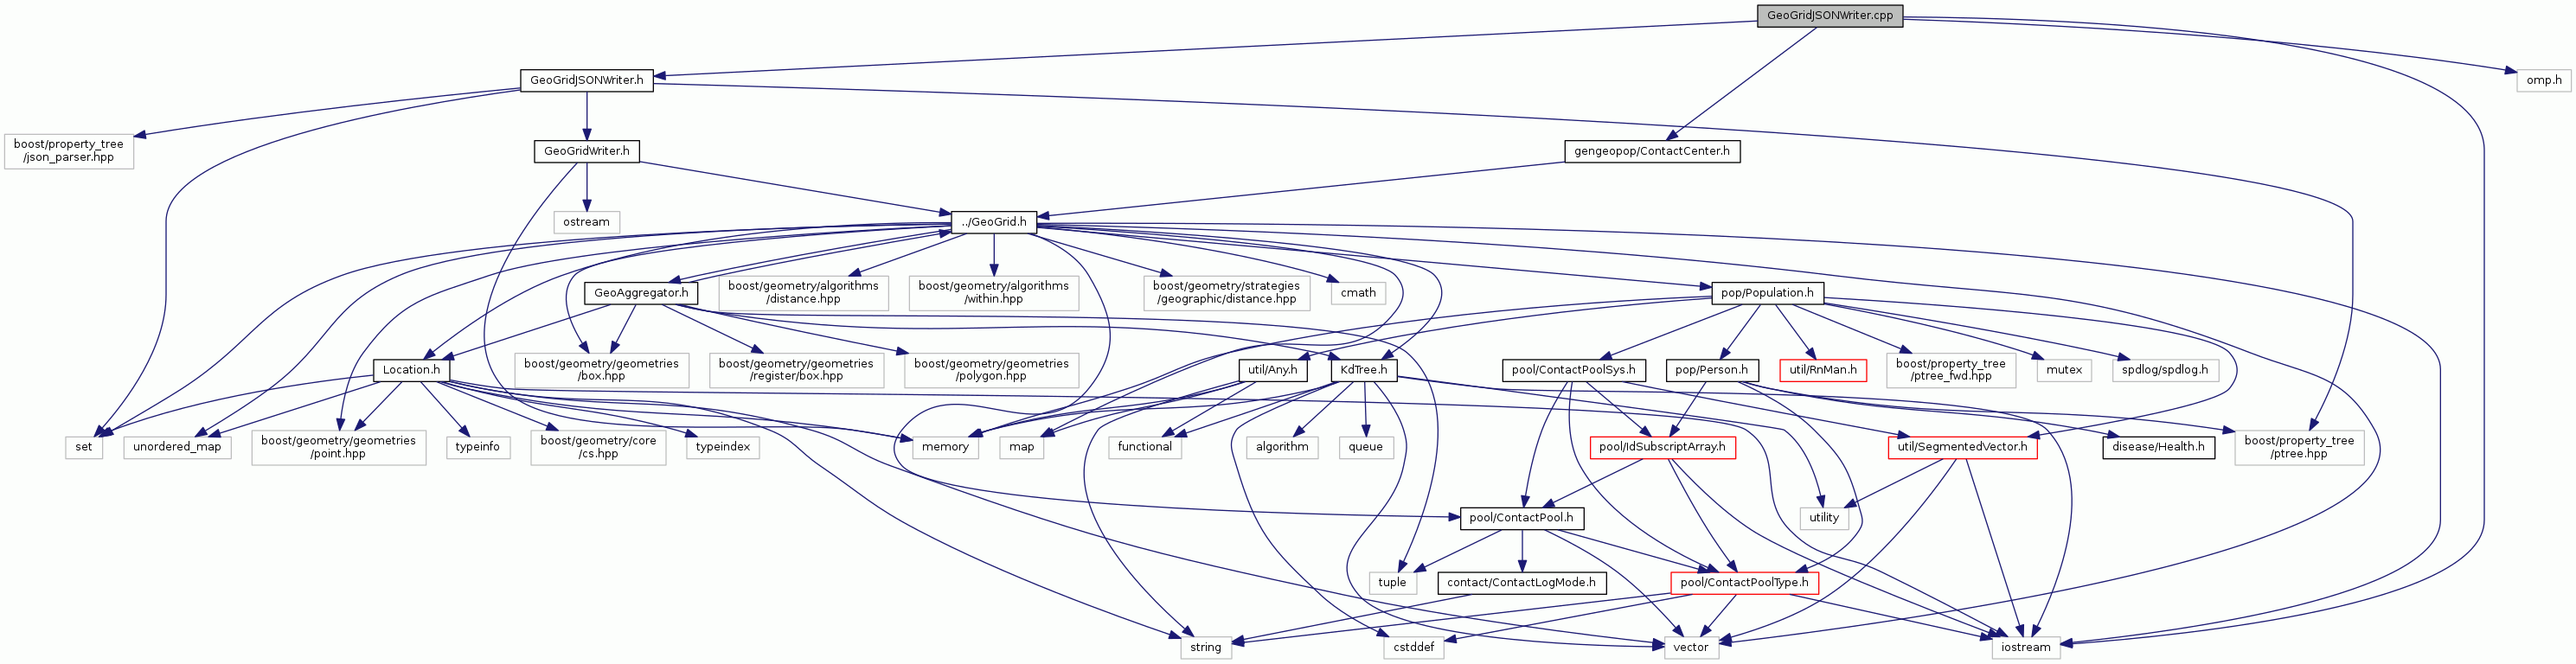 GeoGridJSONWriter.cpp
GeoGridJSONWriter.h
omp.h
boost/property_tree
/json_parser.hpp
GeoGridWriter.h
gengeopop/ContactCenter.h
ostream
../GeoGrid.h
GeoAggregator.h
boost/geometry/algorithms
/distance.hpp
boost/geometry/algorithms
/within.hpp
boost/geometry/strategies
/geographic/distance.hpp
cmath
pop/Population.h
Location.h
boost/geometry/geometries
/box.hpp
boost/geometry/geometries
/register/box.hpp
boost/geometry/geometries
/polygon.hpp
util/Any.h
KdTree.h
pool/ContactPoolSys.h
pop/Person.h
util/RnMan.h
boost/property_tree
/ptree_fwd.hpp
mutex
spdlog/spdlog.h
set
unordered_map
boost/geometry/geometries
/point.hpp
typeinfo
boost/geometry/core
/cs.hpp
typeindex
memory
map
functional
algorithm
queue
pool/IdSubscriptArray.h
util/SegmentedVector.h
disease/Health.h
boost/property_tree
/ptree.hpp
pool/ContactPool.h
utility
tuple
contact/ContactLogMode.h
pool/ContactPoolType.h
string
cstddef
vector
iostream